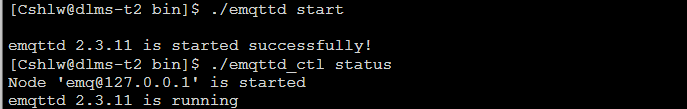 [Cshlw@dlms-t2 bin]$ ./emqttd start
emqttd 2.3.11 is started successfully!
[Cshlw@dlms-t2 bin]$ ./emqttd_ctl status
Node 'emq@127.0.0.1' is started
emqttd 2.3.11 is running